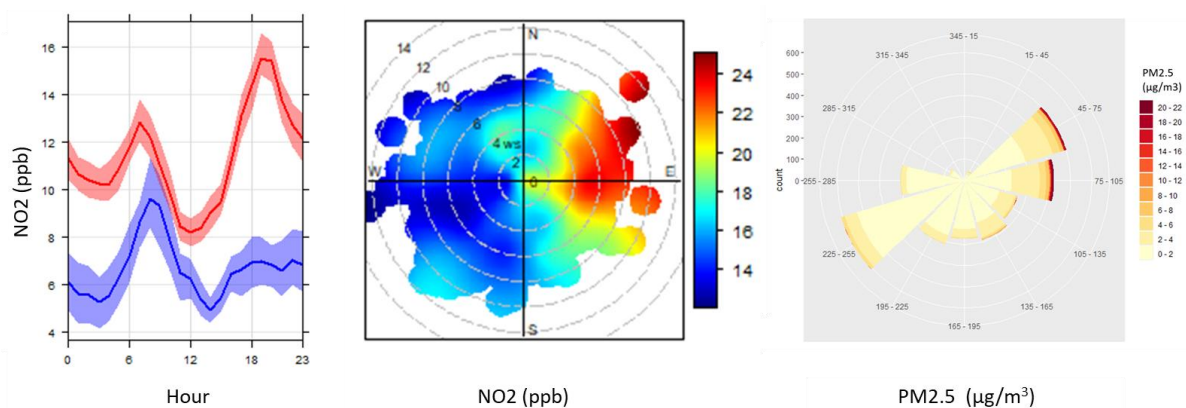 NO2 (ppb)
16
14
12
10
8
6
4
0
6
12
18
23
Hour
14
12
10
8
6
4 ws
2
0
N
W
E
S
24
22
20
18
16
14
NO2 (ppb)
345 - 15
315 - 345
15 - 45
285 - 315
45 - 75
255 - 285
75 - 105
225 - 255
105 - 135
195 - 225
135 - 165
165 - 195
count
600
500
400
300
200
100
0
PM2.5
(µg/m3)
20 - 22
18 - 20
16 - 18
14 - 16
12 - 14
10 - 12
8 - 10
6 - 8
4 - 6
2 - 4
0 - 2
PM2.5 (µg/m³)